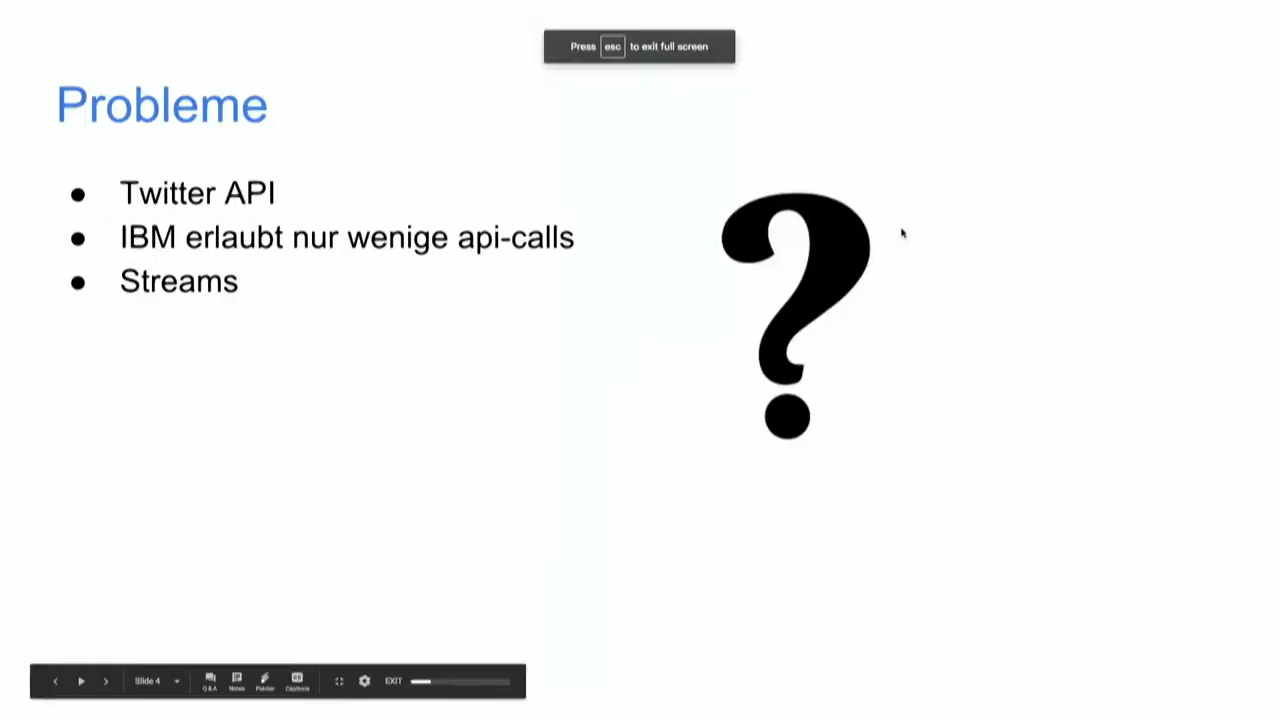 Press esc to exit full screen
Probleme
Twitter API
IBM erlaubt nur wenige api-calls
Streams
?
Slide 4
Q&A Notes Pointer Captions
EXIT